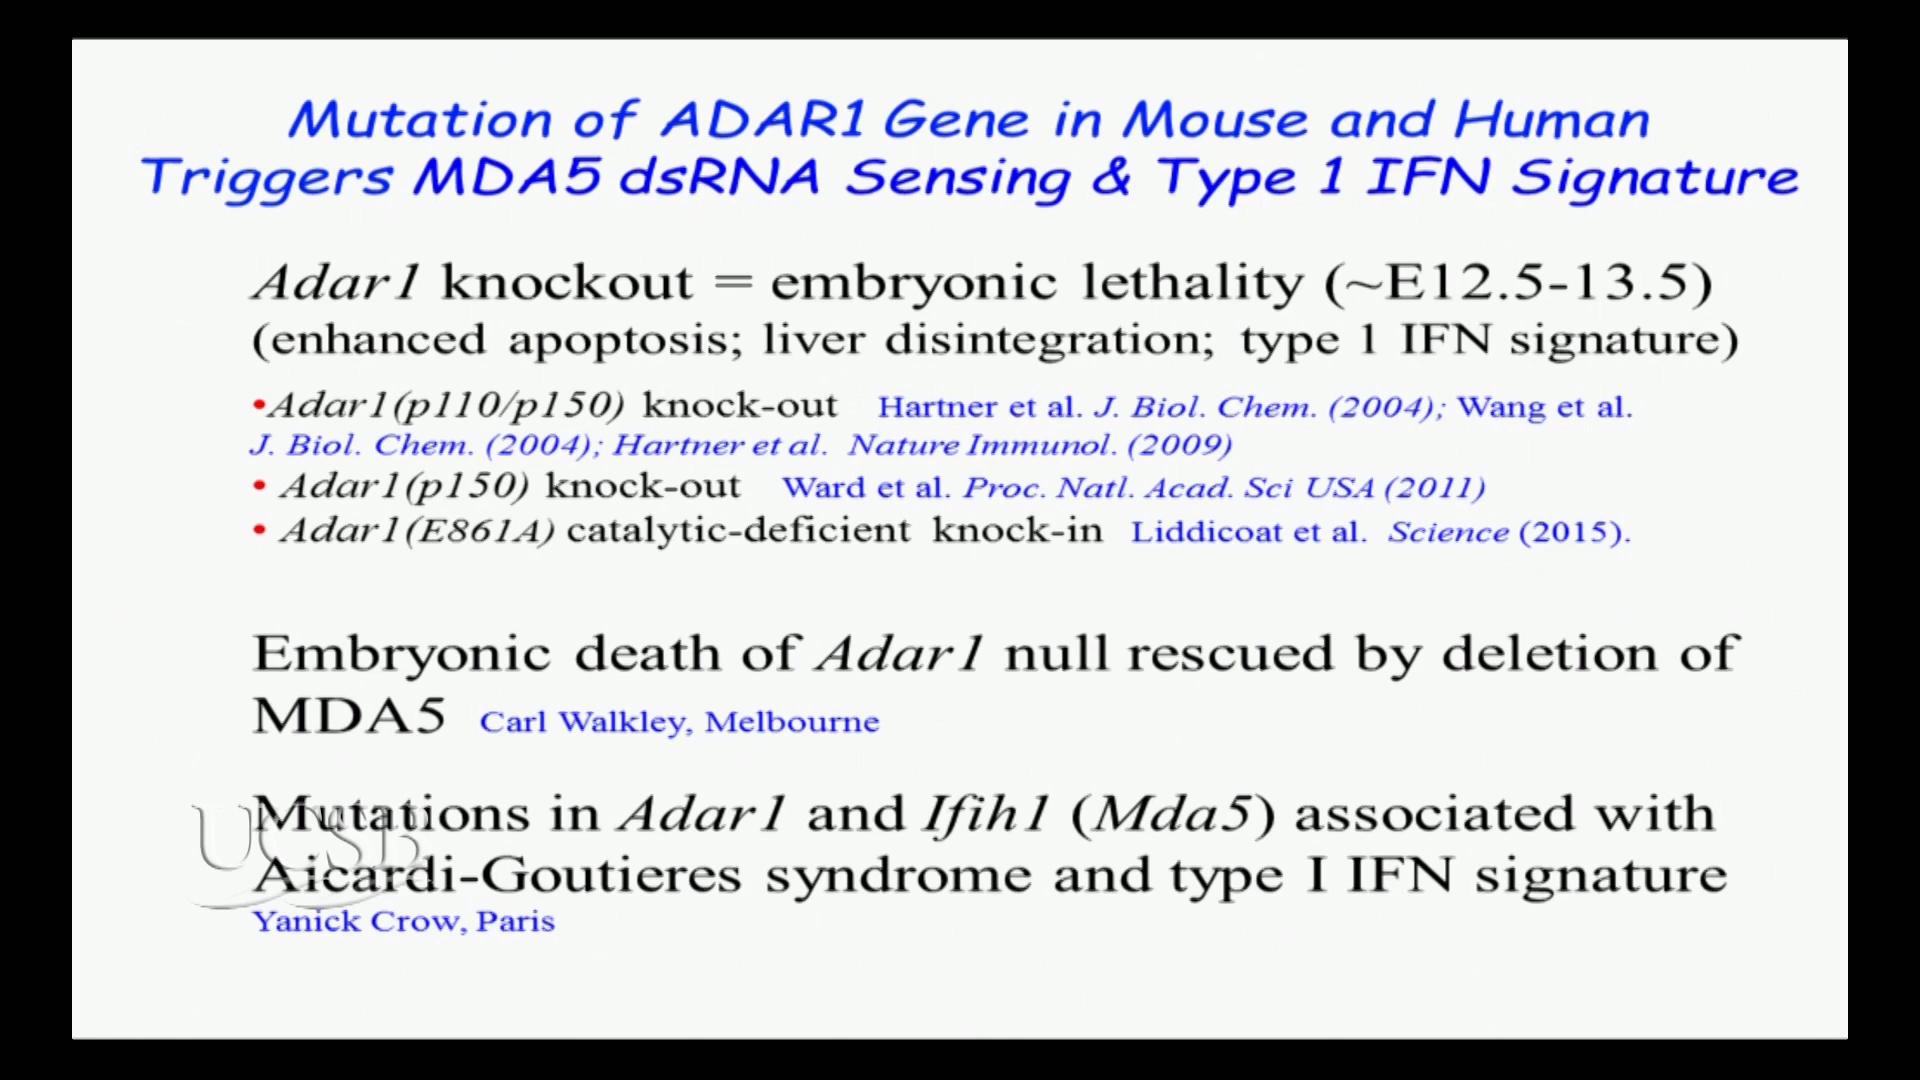 Mutation of ADAR1 Gene in Mouse and Human
Triggers MDA5 dsRNA Sensing & Type 1 IFN Signature
Adar1 knockout = embryonic lethality (~E12.5-13.5)
(enhanced apoptosis; liver disintegration; type 1 IFN signature)
•Adar1(p110/p150) knock-out Hartner et al. J. Biol. Chem. (2004); Wang et al.
J. Biol. Chem. (2004); Hartner et al. Nature Immunol. (2009)
• Adar1(p150) knock-out Ward et al. Proc. Natl. Acad. Sci USA (2011)
• Adar1(E861A) catalytic-deficient knock-in Liddicoat et al. Science (2015).
Embryonic death of Adar1 null rescued by deletion of
MDA5 Carl Walkley, Melbourne
Mutations in Adar1 and Ifih1 (Mda5) associated with
Aicardi-Goutieres syndrome and type I IFN signature
Yanick Crow, Paris
UCSB